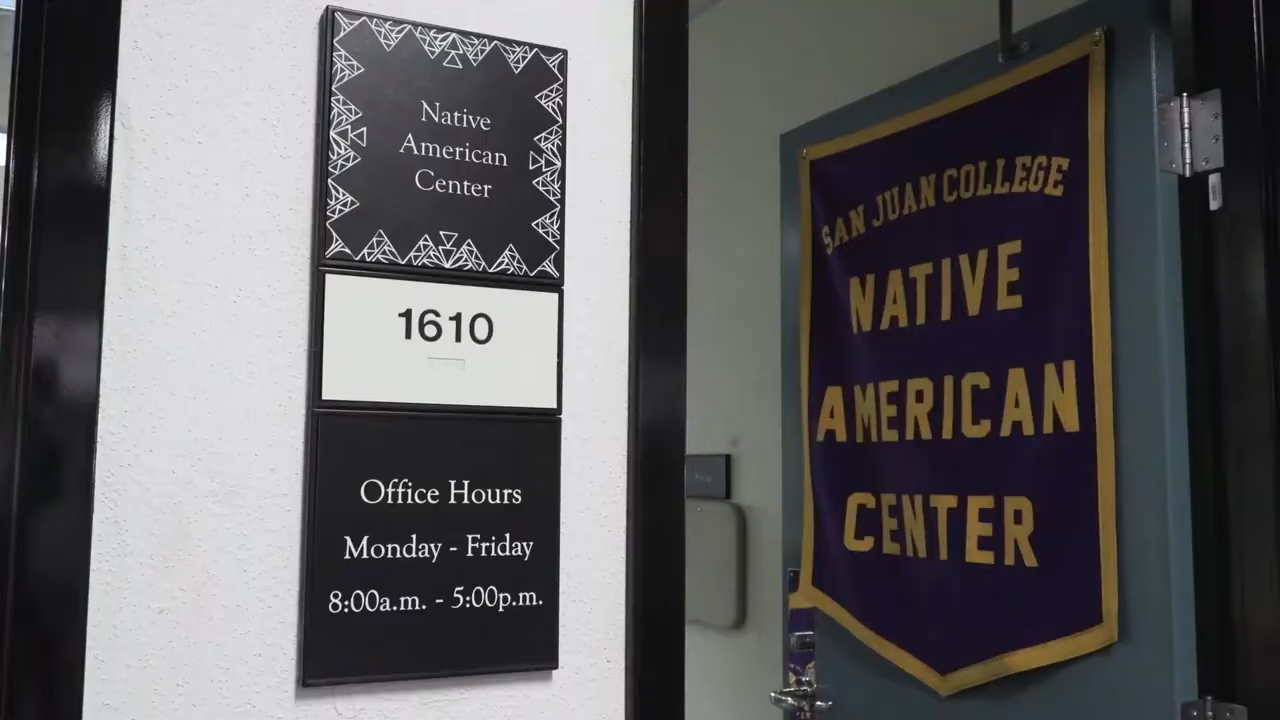 Native
American
Center
1610
Office Hours
Monday - Friday
8:00a.m. - 5:00p.m.
SAN JUAN COLLEGE
NATIVE
AMERICAN
CENTER